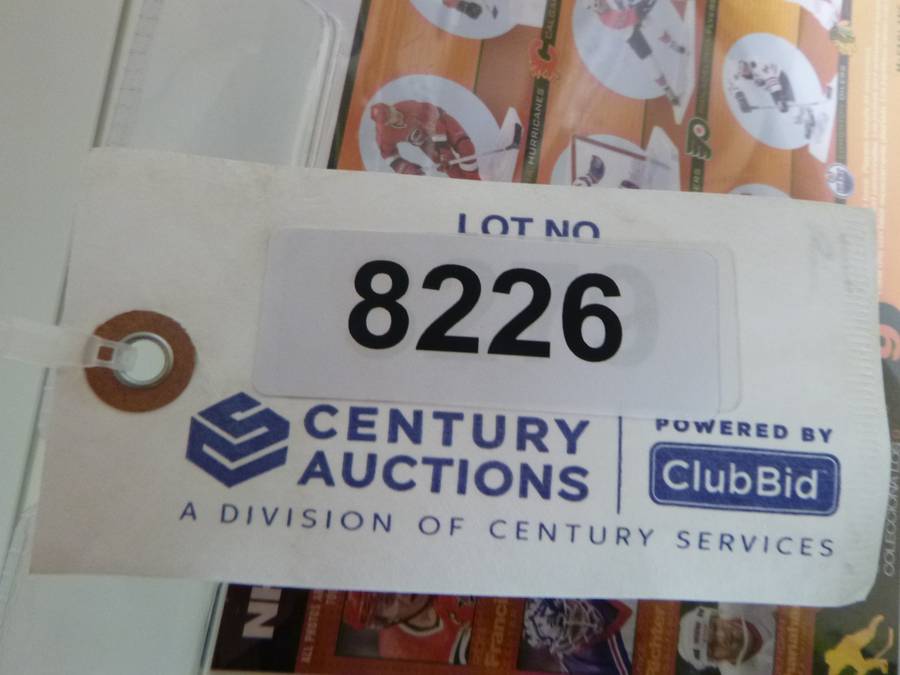 HURRICANES
LOT NO
8226
CENTURY
AUCTIONS
A DIVISION OF CENTURY SERVICES
POWERED BY
ClubBid